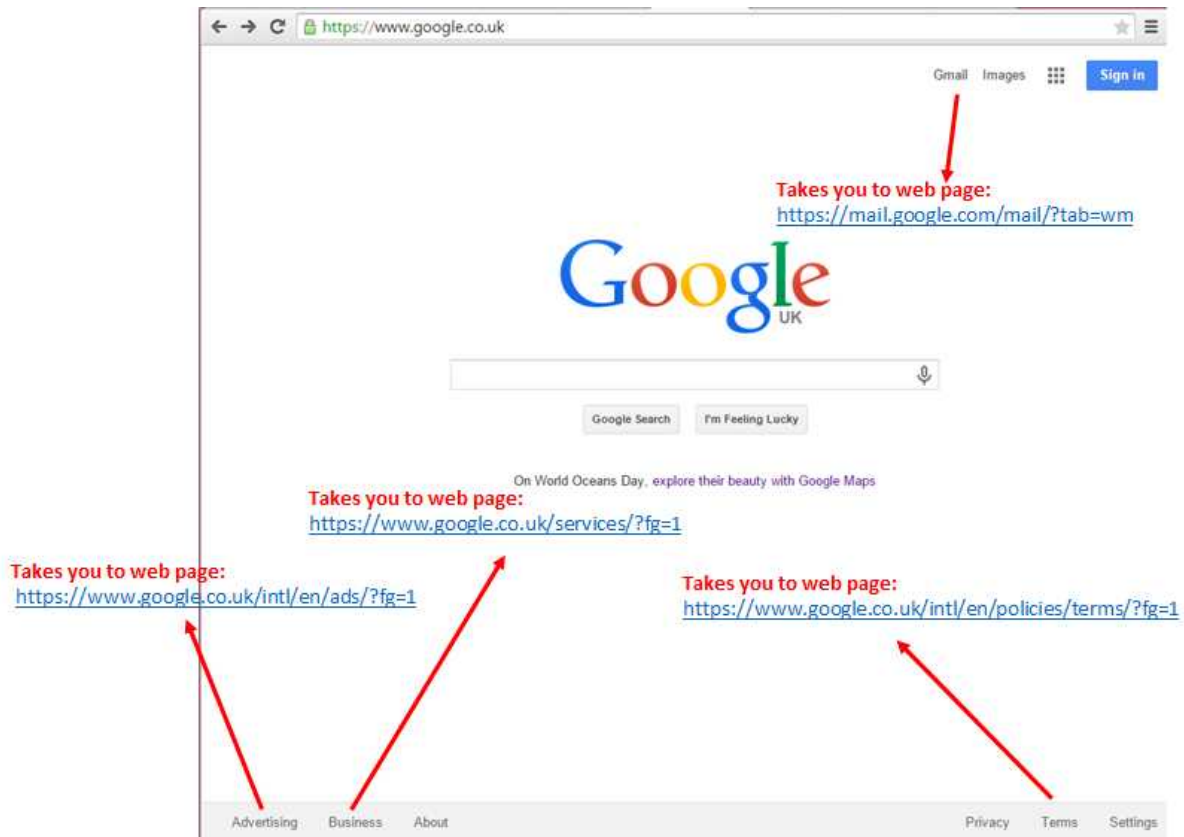 https://www.google.co.uk
Gmail Images Sign in
Takes you to web page:
https://mail.google.com/mail/?tab=wm
Google
UK
Google Search I'm Feeling Lucky
On World Oceans Day, explore their beauty with Google Maps
Takes you to web page:
https://www.google.co.uk/services/?fg=1
Takes you to web page:
https://www.google.co.uk/intl/en/ads/?fg=1
Takes you to web page:
https://www.google.co.uk/intl/en/policies/terms/?fg=1
Advertising Business About Privacy Terms Settings